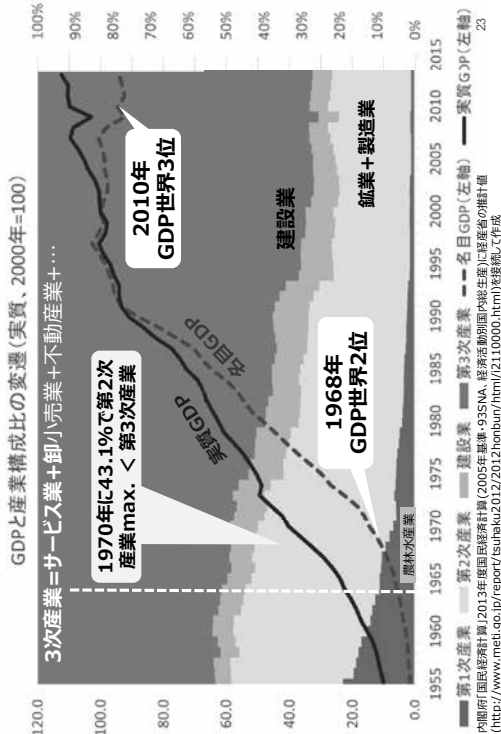 GDPと産業構成比の変遷(実質、2000年=100)
120.0
100.0
80.0
60.0
40.0
20.0
0.0
100%
90%
80%
70%
60%
50%
40%
30%
20%
10%
0%
3次産業=サービス業+卸小売業+不動産業+…
1970年に43.1%で第2次
産業max. < 第3次産業
2010年
GDP世界3位
実質GDP
名目GDP
建設業
鉱業+製造業
1968年
GDP世界2位
農林水産業
1955 1960 1965 1970 1975 1980 1985 1990 1995 2000 2005 2010 2015
第1次産業 第2次産業 建設業 第3次産業 名目GDP(左軸) 実質GDP(左軸)
内閣府「国民経済計算」2013年度国民経済計算(2005年基準・93SNA、経済活動別国内総生産)に経産省の推計値
(http://www.meti.go.jp/report/tsuhaku2012/2012honbun/html/i2110000.html)を接続して作成
23